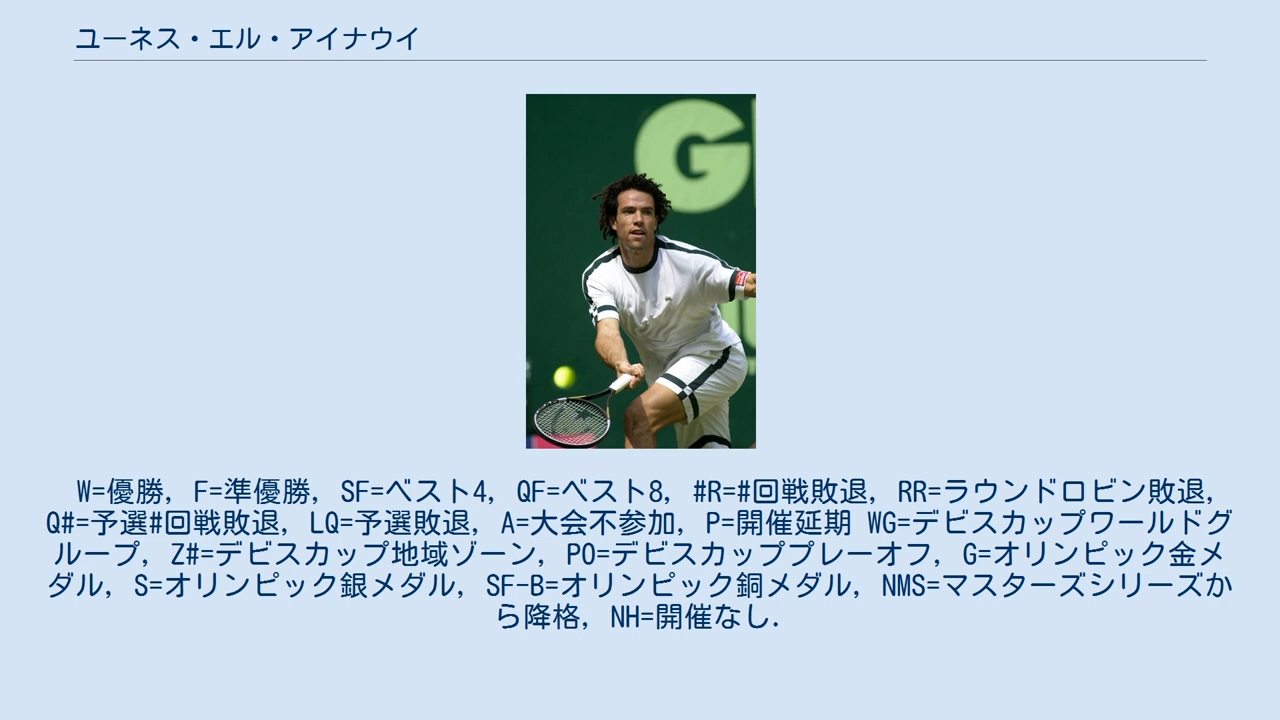 ユーネス・エル・アイナウイ
G
W=優勝, F=準優勝, SF=ベスト4, QF=ベスト8, #R=#回戦敗退, RR=ラウンドロビン敗退,
Q#=予選#回戦敗退, LQ=予選敗退, A=大会不参加, P=開催延期 WG=デビスカップワールドグ
ループ, Z#=デビスカップ地域ゾーン, PO=デビスカッププレーオフ, G=オリンピック金メ
ダル, S=オリンピック銀メダル, SF-B=オリンピック銅メダル, NMS=マスターズシリーズか
ら降格, NH=開催なし.